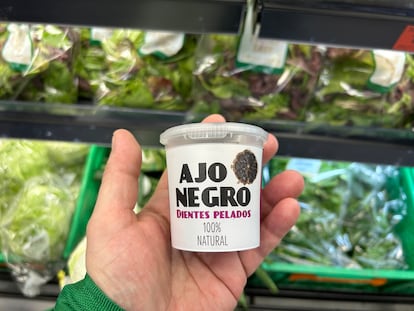 AJO
NEGRO
DIENTES PELADOS
100%
NATURAL